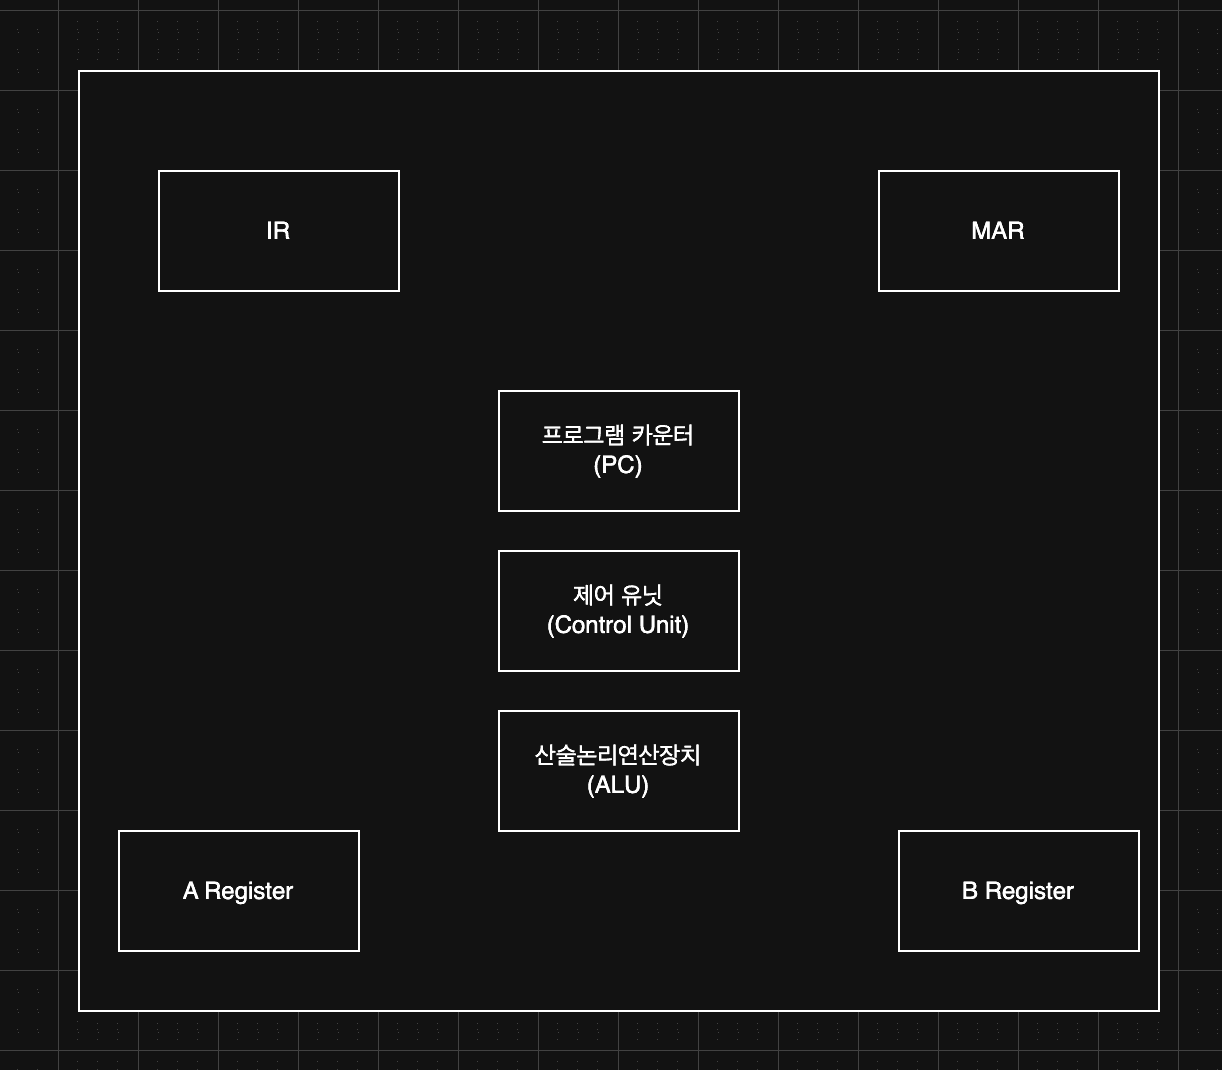 IR
MAR
프로그램 카운터
(PC)
제어 유닛
(Control Unit)
산술논리연산장치
(ALU)
A Register
B Register